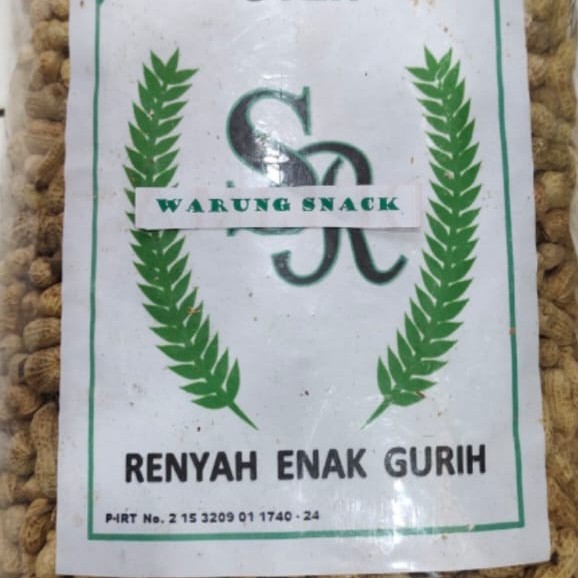 SR
WARUNG SNACK
RENYAH ENAK GURIH
P-IRT No. 2 15 3209 01 1740 - 24